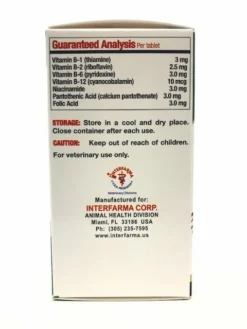 Guaranteed Analysis Per tablet
Vitamin B-1 (thiamine) 3 mg
Vitamin B-2 (riboflavin) 2.5 mg
Vitamin B-6 (pyridoxine) 3.0 mg
Vitamin B-12 (cyanocobalamin) 10 mcg
Niacinamide 3.0 mg
Pantothenic Acid (calcium pantothenate) 3.0 mg
Folic Acid 3.0 mg
STORAGE: Store in a cool and dry place.
Close container after each use.
CAUTION: Keep out of reach of children.
For veterinary use only.
INTERFARMA
Manufactured for:
INTERFARMA CORP.
ANIMAL HEALTH DIVISION
Miami, FL 33186 USA
Ph: (305) 235-7595
www.interfarma.us